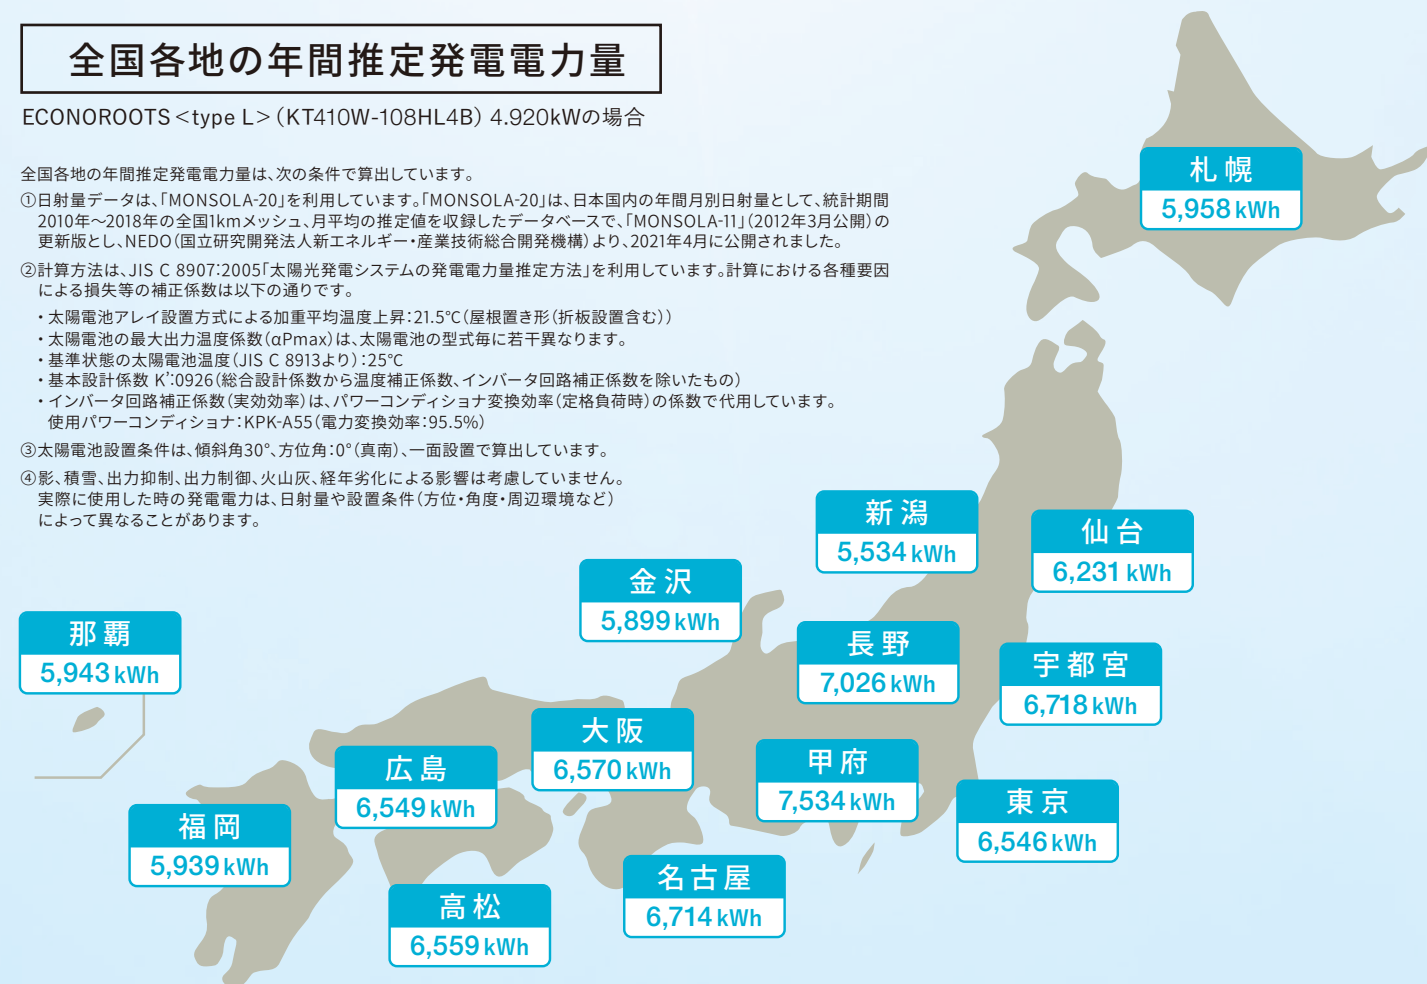 全国各地の年間推定発電電力量
ECONOROOTS<type L>（KT410W-108HL4B）4.920kWの場合
全国各地の年間推定発電電力量は、次の条件で算出しています。
①日射量データは、「MONSOLA-20」を利用しています。「MONSOLA-20」は、日本国内の年間月別日射量として、統計期間
2010年〜2018年の全国1kmメッシュ、月平均の推定値を収録したデータベースで、「MONSOLA-11」（2012年3月公開）の
更新版とし、NEDO（国立研究開発法人新エネルギー・産業技術総合開発機構）より、2021年4月に公開されました。
②計算方法は、JIS C 8907：2005「太陽光発電システムの発電電力量推定方法」を利用しています。計算における各種要因
による損失等の補正係数は以下の通りです。
・太陽電池アレイ設置方式による加重平均温度上昇：21.5℃（屋根置き形（折板設置含む））
・太陽電池の最大出力温度係数（αPmax）は、太陽電池の型式毎に若干異なります。
・基準状態の太陽電池温度（JIS C 8913より）：25℃
・基本設計係数 K’：0926（総合設計係数から温度補正係数、インバータ回路補正係数を除いたもの）
・インバータ回路補正係数（実効効率）は、パワーコンディショナ変換効率（定格負荷時）の係数で代用しています。
使用パワーコンディショナ：KPK-A55（電力変換効率：95.5%）
③太陽電池設置条件は、傾斜角30°、方位角：0°（真南）、一面設置で算出しています。
④影、積雪、出力抑制、出力制御、火山灰、経年劣化による影響は考慮していません。
実際に使用した時の発電電力は、日射量や設置条件（方位・角度・周辺環境など）
によって異なることがあります。
札幌
5,958 kWh
新潟
5,534 kWh
仙台
6,231 kWh
金沢
5,899 kWh
那覇
5,943 kWh
長野
7,026 kWh
宇都宮
6,718 kWh
大阪
6,570 kWh
広島
6,549 kWh
甲府
7,534 kWh
東京
6,546 kWh
福岡
5,939 kWh
名古屋
6,714 kWh
高松
6,559 kWh